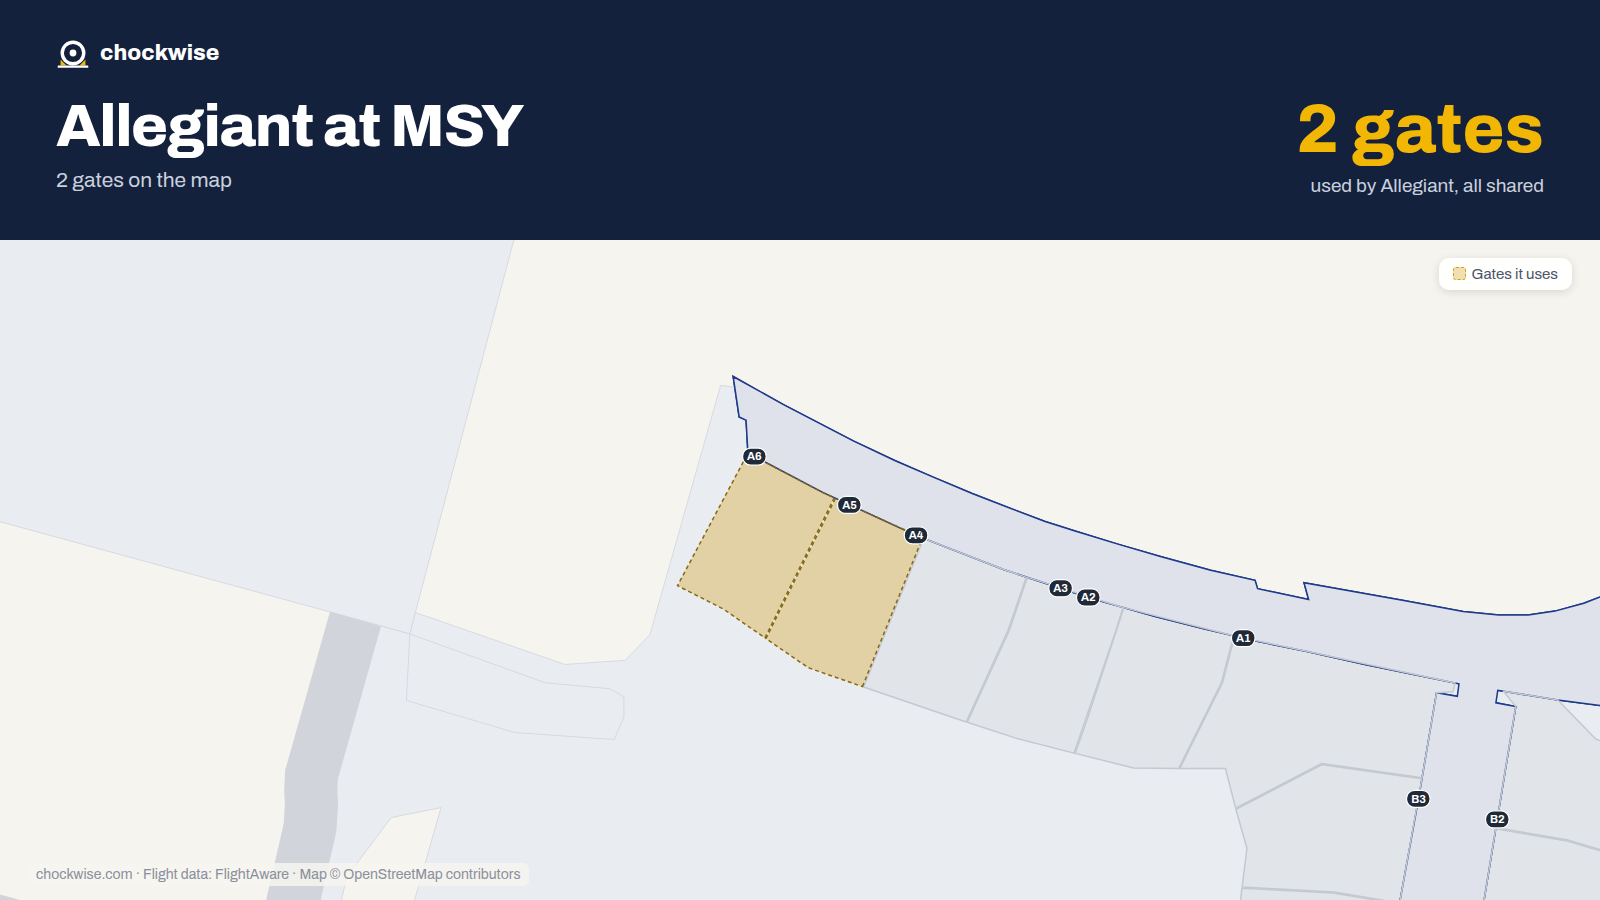 chockwise
Allegiant at MSY
2 gates on the map
2 gates
used by Allegiant, all shared
Gates it uses
A6
A5
A4
A3
A2
A1
B3
B2
chockwise.com · Flight data: FlightAware · Map © OpenStreetMap contributors